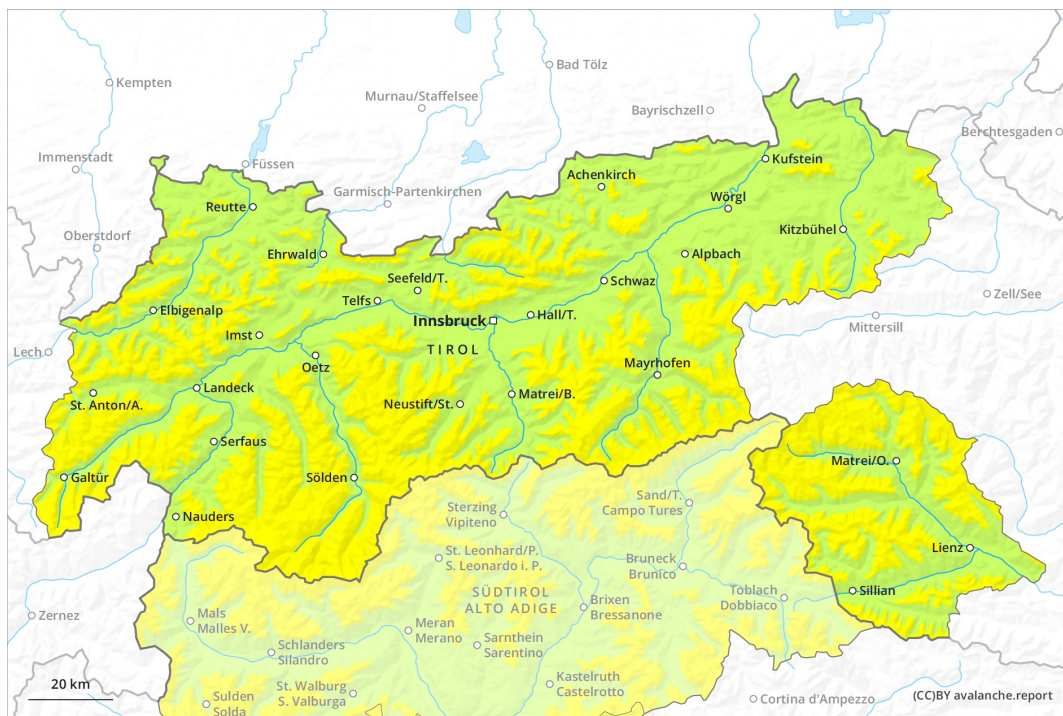 Kempten
Bad Tölz
Murnau/Staffelsee
Bayrischzell
Berchtesgaden
Immenstadt
Füssen
Kufstein
Garmisch-Partenkirchen
Achenkirch
Wörgl
Reutte
Oberstdorf
Kitzbühel
Ehrwald
Alpbach
Seefeld/T.
Schwaz
Zell/See
Telfs
Elbigenalp
Innsbruck
Hall/T.
Mittersill
Imst
Lech
TIROL
Oetz
Mayrhofen
Landeck
St. Anton/A.
Neustift/St.
Matrei/B.
Serfaus
Matrei/O.
Galtür
Sölden
Sand/T.
Campo Tures
Sterzing
Vipiteno
Nauders
Lienz
St. Leonhard/P.
S. Leonardo i. P.
Bruneck
Brunico
SÜDTIROL
ALTO ADIGE
Toblach
Dobbiaco
Sillian
Zernez
Mals
Malles V.
Brixen
Bressanone
Meran
Merano
Sarnthein
Sarentino
Schlanders
Silandro
20 km
St. Walburg
S. Valburga
Kastelruth
Castelrotto
Sulden
Solda
Cortina d'Ampezzo
(CC)BY avalanche.report